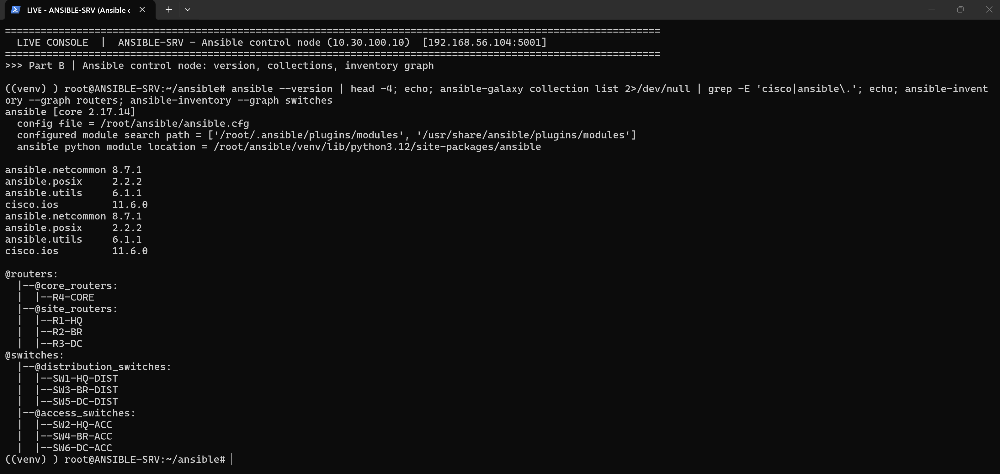 LIVE - ANSIBLE-SRV (Ansible c
==============================================================================================================
  LIVE CONSOLE  |  ANSIBLE-SRV - Ansible control node (10.30.100.10)  [192.168.56.104:5001]
==============================================================================================================
>>> Part B | Ansible control node: version, collections, inventory graph
((venv) ) root@ANSIBLE-SRV:~/ansible# ansible --version | head -4; echo; ansible-galaxy collection list 2>/dev/null | grep -E 'cisco|ansible\.'; echo; ansible-invent
ory --graph routers; ansible-inventory --graph switches
ansible [core 2.17.14]
  config file = /root/ansible/ansible.cfg
  configured module search path = ['/root/.ansible/plugins/modules', '/usr/share/ansible/plugins/modules']
  ansible python module location = /root/ansible/venv/lib/python3.12/site-packages/ansible
ansible.netcommon 8.7.1
ansible.posix     2.2.2
ansible.utils     6.1.1
cisco.ios         11.6.0
ansible.netcommon 8.7.1
ansible.posix     2.2.2
ansible.utils     6.1.1
cisco.ios         11.6.0
@routers:
  |--@core_routers:
  |  |--R4-CORE
  |--@site_routers:
  |  |--R1-HQ
  |  |--R2-BR
  |  |--R3-DC
@switches:
  |--@distribution_switches:
  |  |--SW1-HQ-DIST
  |  |--SW3-BR-DIST
  |  |--SW5-DC-DIST
  |--@access_switches:
  |  |--SW2-HQ-ACC
  |  |--SW4-BR-ACC
  |  |--SW6-DC-ACC
((venv) ) root@ANSIBLE-SRV:~/ansible#